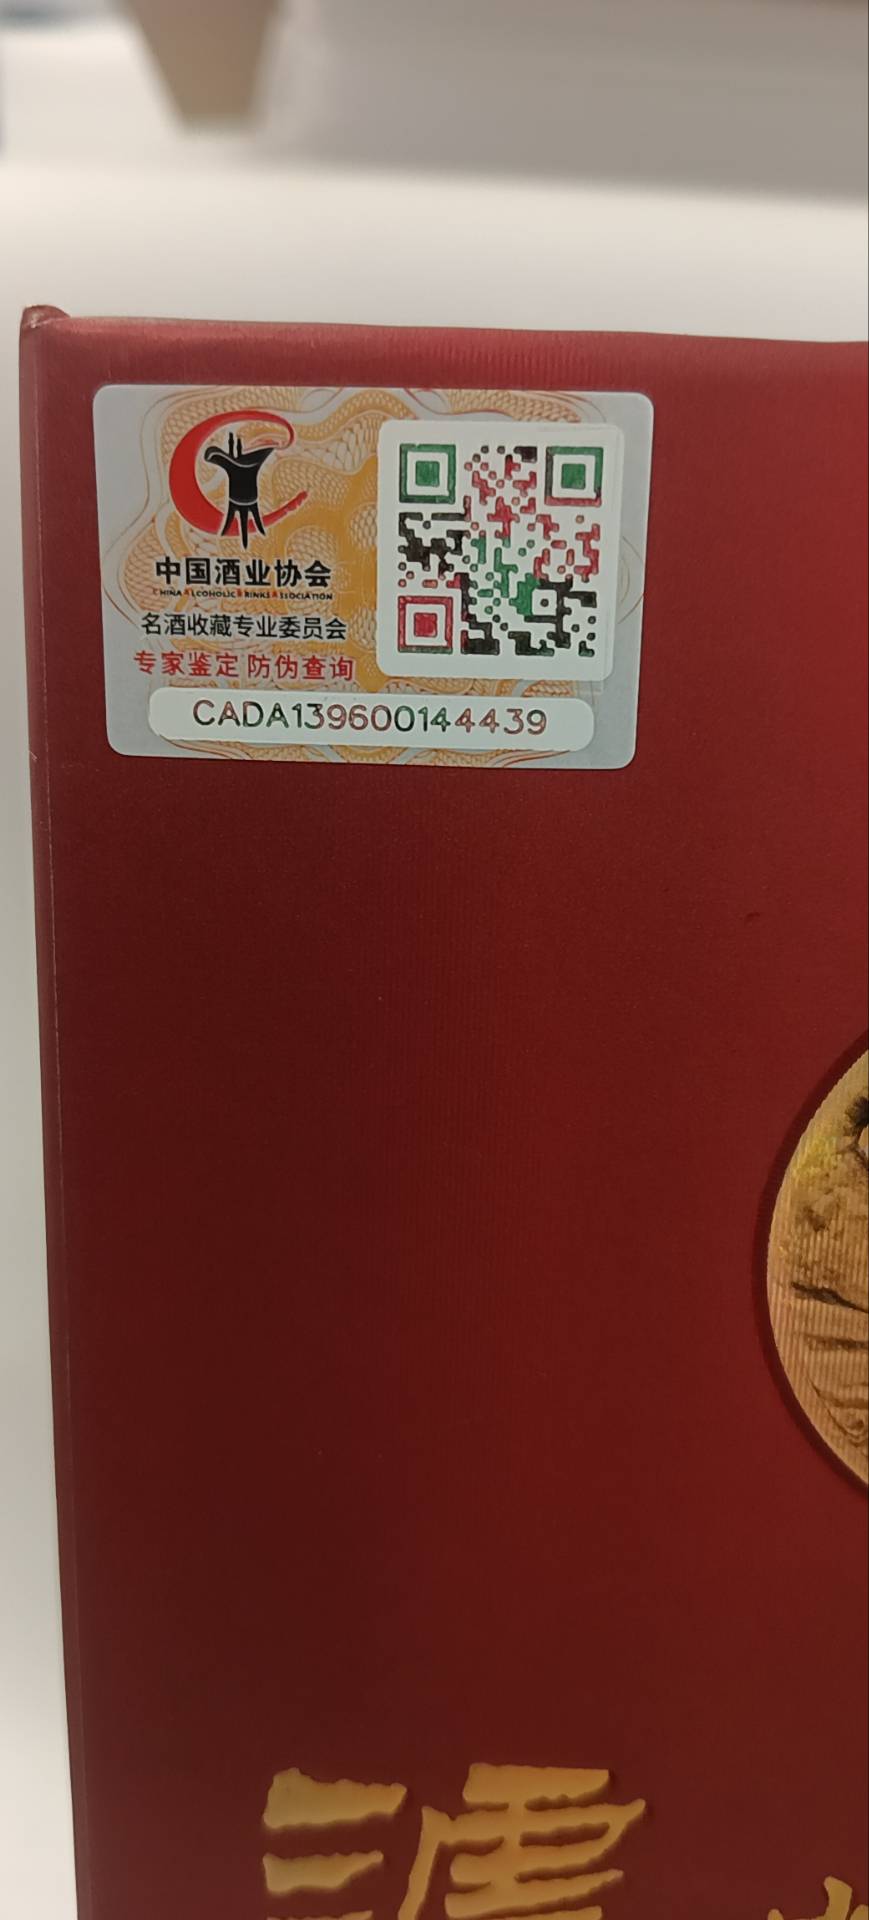 中国酒业协会
CHINA ALCOHOLIC DRINKS ASSOCIATION
名酒收藏专业委员会
专家鉴定 防伪查询
CADA139600144439